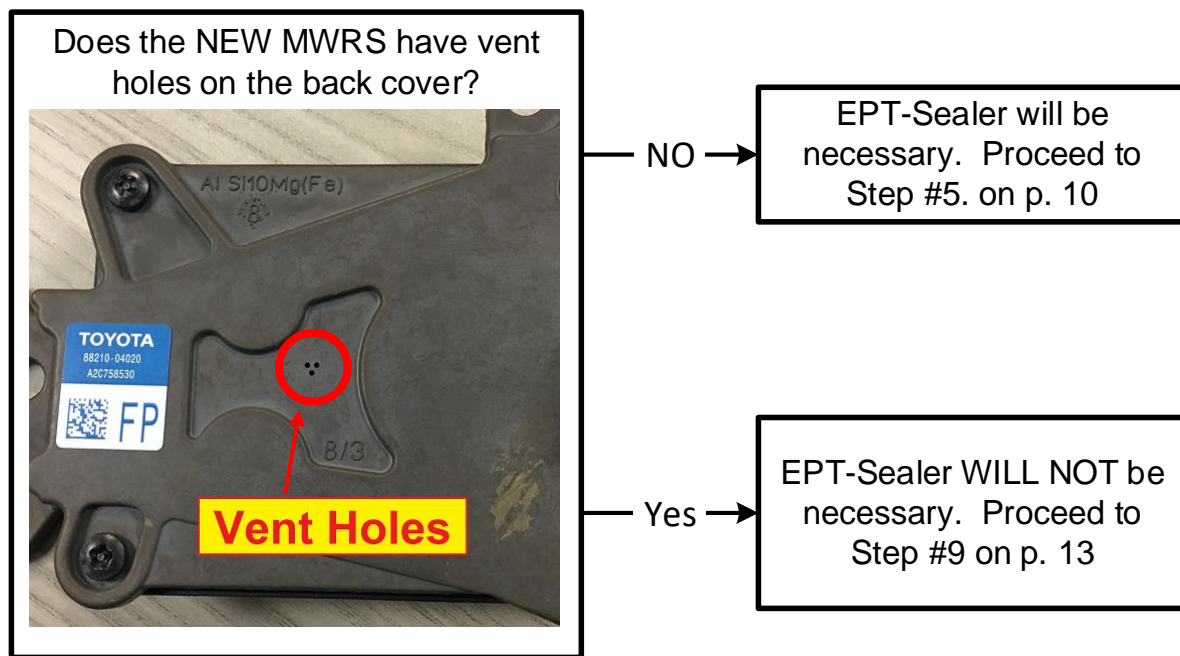 Does the NEW MWRS have vent
holes on the back cover?
Al Si10Mg(Fe)
8
TOYOTA
88210-04020
A2C758530
FP
8/3
Vent Holes
NO
EPT-Sealer will be
necessary. Proceed to
Step #5. on p. 10
Yes
EPT-Sealer WILL NOT be
necessary. Proceed to
Step #9 on p. 13